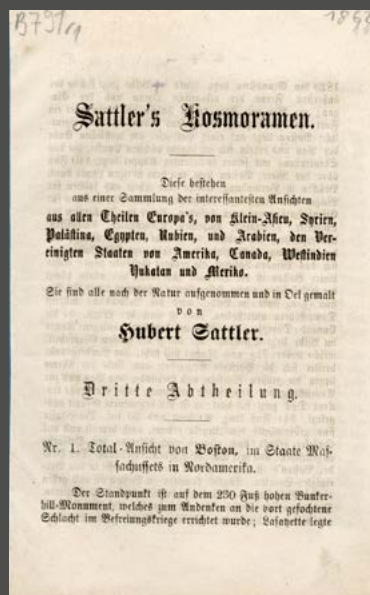 B791/1
Sattler's Kosmoramen.
Diese bestehen
aus einer Sammlung der interessantesten Ansichten
aus allen Theilen Europa's, von Klein-Asien, Syrien,
Palästina, Egypten, Nubien, und Arabien, den Ver-
einigten Staaten von Amerika, Canada, Westindien
Yukatan und Mexiko.
Sie sind alle nach der Natur aufgenommen und in Oel gemalt
von
Hubert Sattler.
Dritte Abtheilung.
Nr. 1. Total-Ansicht von Boston, im Staate Maſ-
sachussets in Nordamerika.
Der Standpunkt ist auf dem 230 Fuß hohen Bunker-
hill-Monument, welches zum Andenken an die dort gefochtene
Schlacht im Befreiungskriege errichtet wurde; Lafayette legte